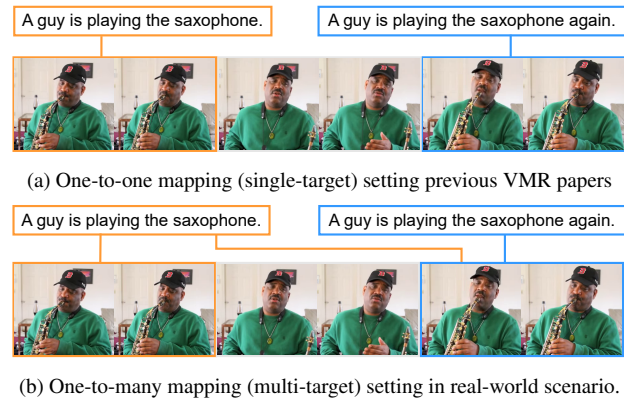 A guy is playing the saxophone.
A guy is playing the saxophone again.
(a) One-to-one mapping (single-target) setting previous VMR papers
A guy is playing the saxophone.
A guy is playing the saxophone again.
(b) One-to-many mapping (multi-target) setting in real-world scenario.